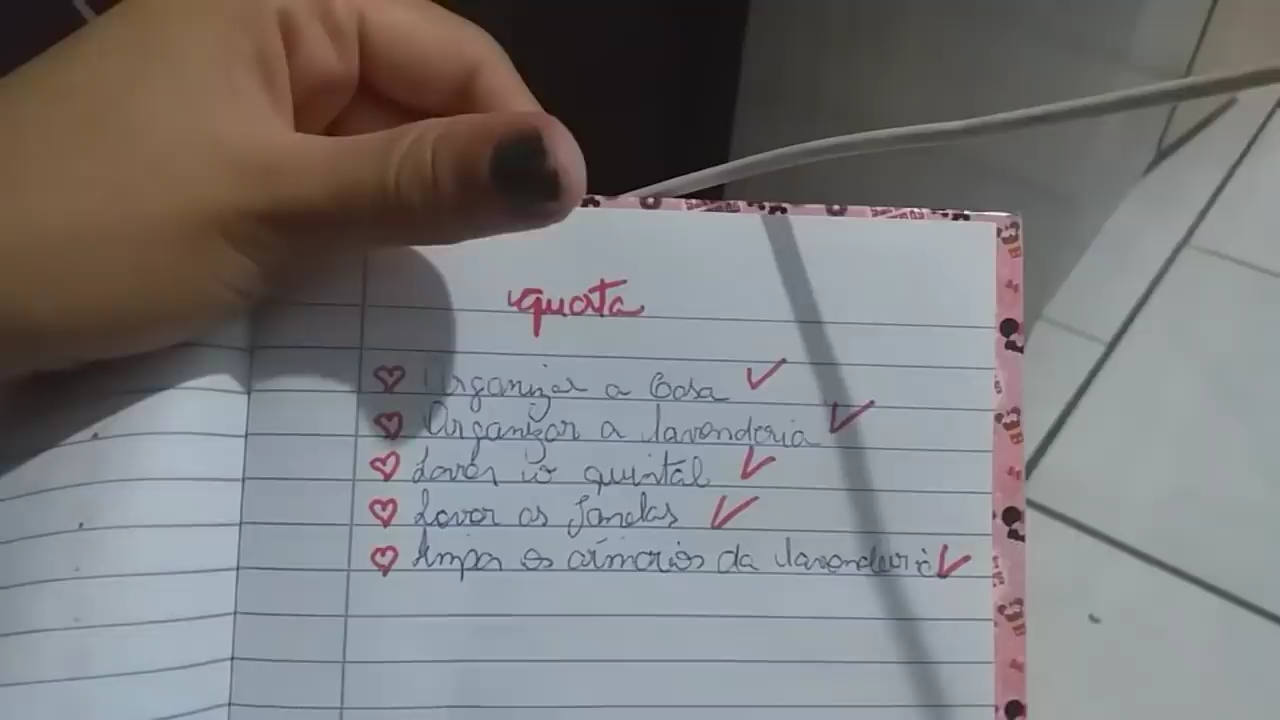 quarta
Organizar a Casa
Organizar a lavanderia
Lavar o quintal
Lavar as Janelas
limpar os armários da lavanderia